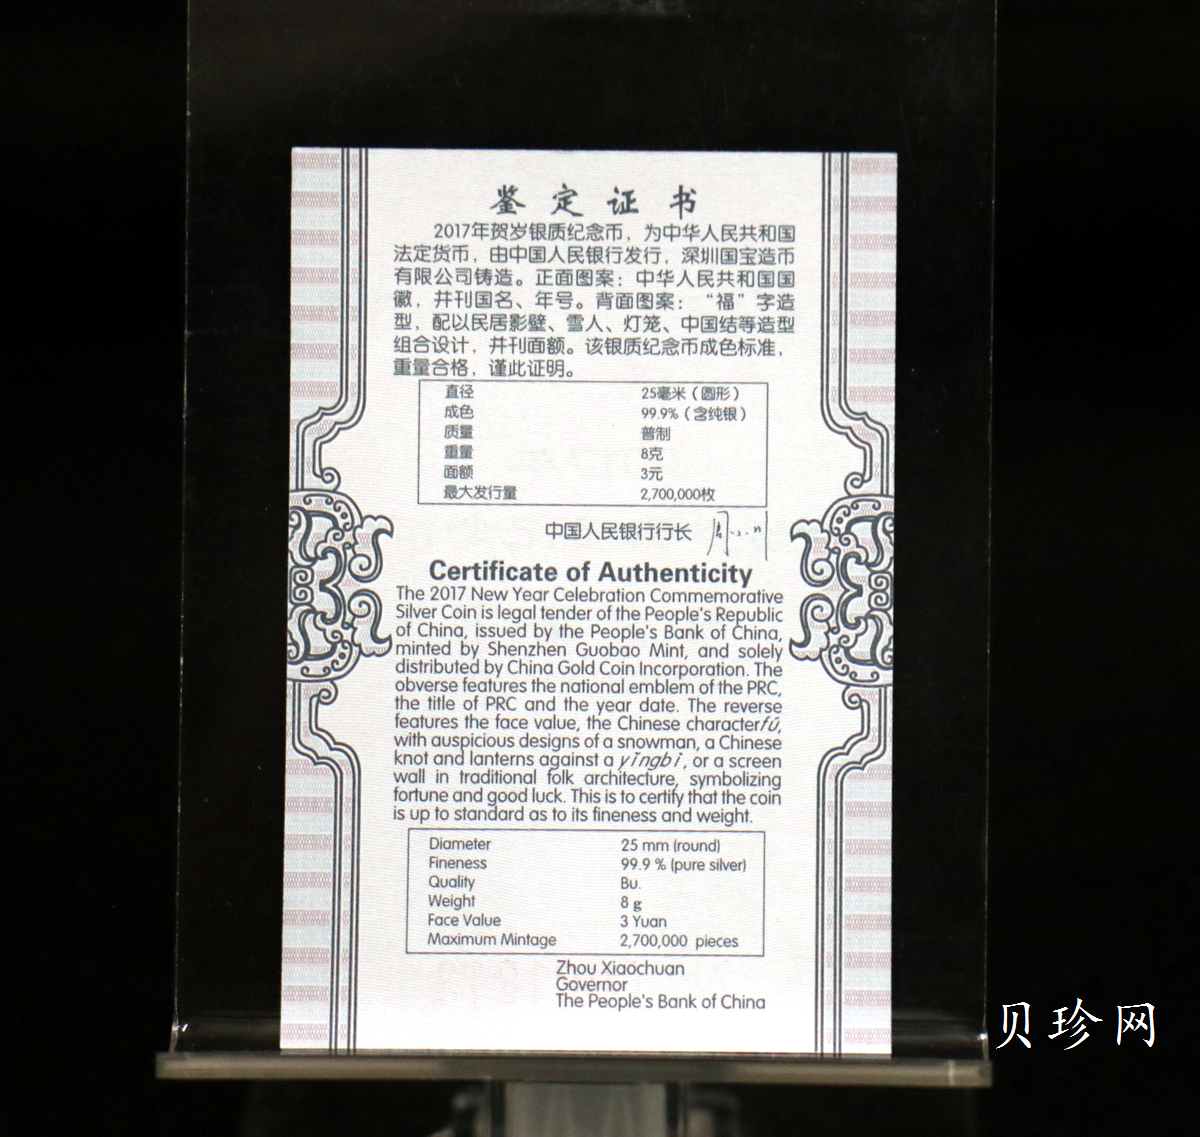 鉴定证书
2017年贺岁银质纪念币，为中华人民共和国
法定货币，由中国人民银行发行，深圳国宝造币
有限公司铸造。正面图案：中华人民共和国国
徽，并刊国名、年号。背面图案：“福”字造
型，配以民居影壁、雪人、灯笼、中国结等造型
组合设计，并刊面额。该银质纪念币成色标准，
重量合格，谨此证明。
直径 25毫米（圆形）
成色 99.9%（含纯银）
质量 普制
重量 8克
面额 3元
最大发行量 2,700,000枚
中国人民银行行长 周小川
Certificate of Authenticity
The 2017 New Year Celebration Commemorative
Silver Coin is legal tender of the People's Republic
of China, issued by the People's Bank of China,
minted by Shenzhen Guobao Mint, and solely
distributed by China Gold Coin Incorporation. The
obverse features the national emblem of the PRC,
the title of PRC and the year date. The reverse
features the face value, the Chinese character fú,
with auspicious designs of a snowman, a Chinese
knot and lanterns against a yǐngbì, or a screen
wall in traditional folk architecture, symbolizing
fortune and good luck. This is to certify that the coin
is up to standard as to its fineness and weight.
Diameter 25 mm (round)
Fineness 99.9 % (pure silver)
Quality Bu.
Weight 8 g
Face Value 3 Yuan
Maximum Mintage 2,700,000 pieces
Zhou Xiaochuan
Governor
The People's Bank of China
贝珍网